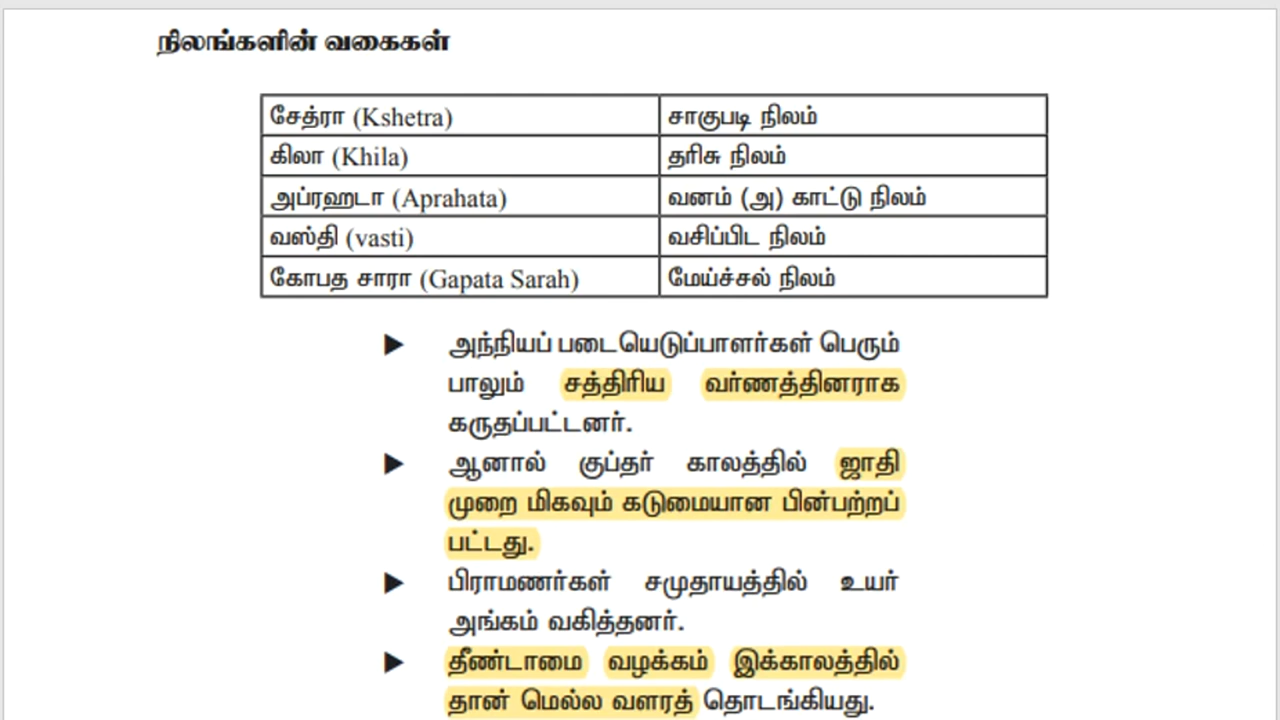 நிலங்களின் வகைகள்
சேத்ரா (Kshetra) சாகுபடி நிலம்
கிலா (Khila) தரிசு நிலம்
அப்ரஹடா (Aprahata) வனம் (அ) காட்டு நிலம்
வஸ்தி (vasti) வசிப்பிட நிலம்
கோபத சாரா (Gapata Sarah) மேய்ச்சல் நிலம்
▶ அந்நியப் படையெடுப்பாளர்கள் பெரும்
பாலும் சத்திரிய வர்ணத்தினராக
கருதப்பட்டனர்.
▶ ஆனால் குப்தர் காலத்தில் ஜாதி
முறை மிகவும் கடுமையான பின்பற்றப்
பட்டது.
▶ பிராமணர்கள் சமுதாயத்தில் உயர்
அங்கம் வகித்தனர்.
▶ தீண்டாமை வழக்கம் இக்காலத்தில்
தான் மெல்ல வளரத் தொடங்கியது.